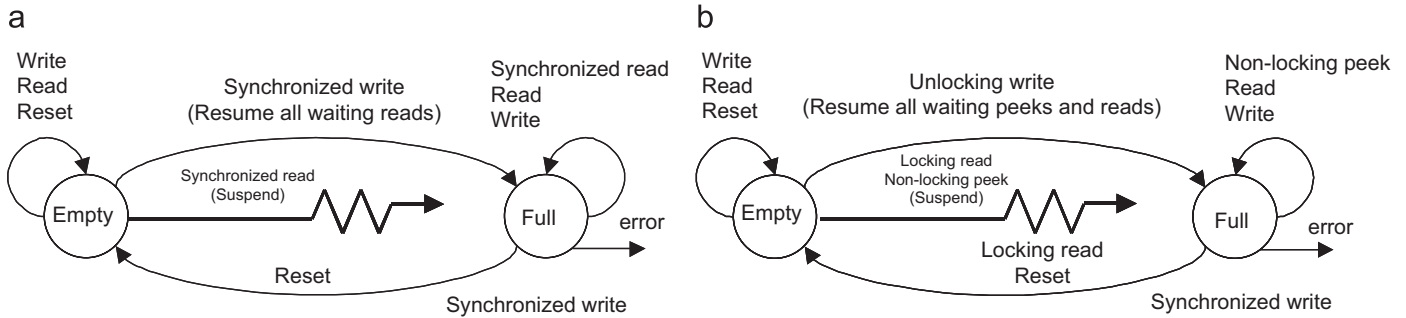 a
Write
Read
Reset
Synchronized write
(Resume all waiting reads)
Synchronized read
Read
Write
Synchronized read
(Suspend)
Empty
Full
error
Reset
Synchronized write
b
Write
Read
Reset
Unlocking write
(Resume all waiting peeks and reads)
Non-locking peek
Read
Write
Locking read
Non-locking peek
(Suspend)
Empty
Full
error
Locking read
Reset
Synchronized write